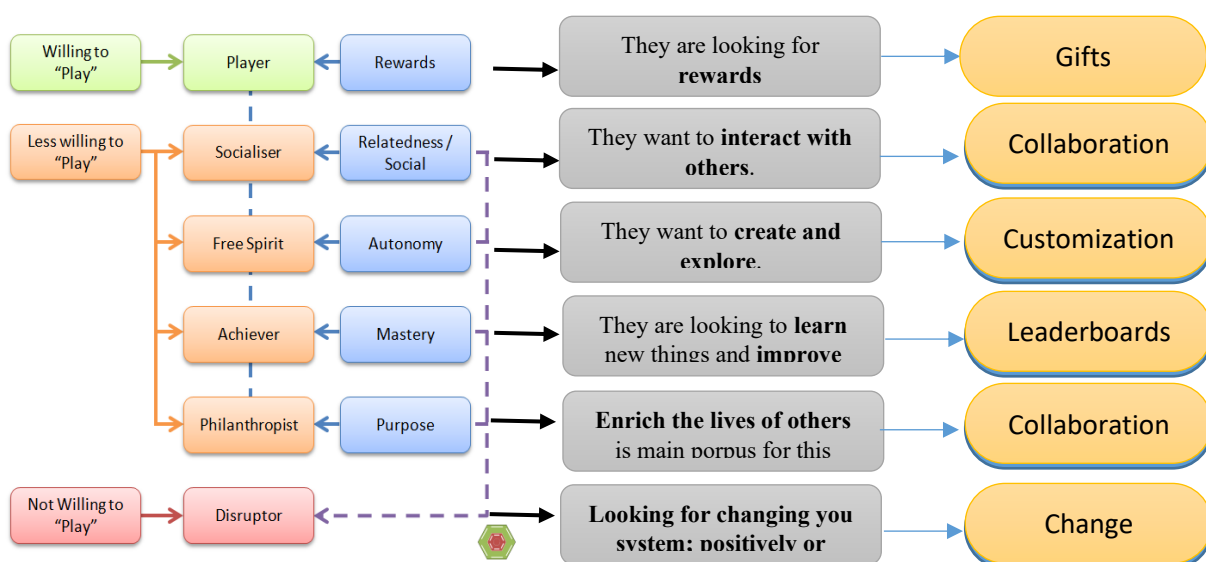 Willing to
"Play"
Player
Rewards
They are looking for
rewards
Gifts
Less willing to
"Play"
Socialiser
Relatedness /
Social
They want to interact with
others.
Collaboration
Free Spirit
Autonomy
They want to create and
explore.
Customization
Achiever
Mastery
They are looking to learn
new things and improve
Leaderboards
Philanthropist
Purpose
Enrich the lives of others
is main porpus for this
Collaboration
Not Willing to
"Play"
Disruptor
Looking for changing you
system; positively or
Change